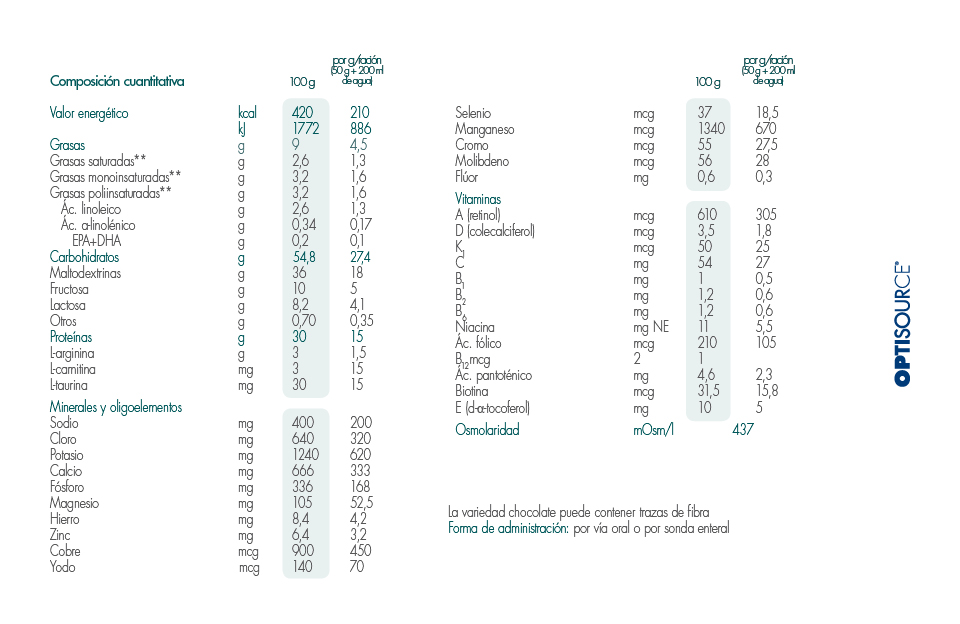 Composición cuantitativa 100 g por g./ración (50 g + 200 ml de agua)
Valor energético kcal 420 210
kJ 1772 886
Grasas g 9 4,5
Grasas saturadas** g 2,6 1,3
Grasas monoinsaturadas** g 3,2 1,6
Grasas poliinsaturadas** g 3,2 1,6
Ác. linoleico g 2,6 1,3
Ác. a-linolénico g 0,34 0,17
EPA+DHA g 0,2 0,1
Carbohidratos g 54,8 27,4
Maltodextrinas g 36 18
Fructosa g 10 5
Lactosa g 8,2 4,1
Otros g 0,70 0,35
Proteínas g 30 15
L-arginina g 3 1,5
L-carnitina mg 3 15
L-taurina mg 30 15
Minerales y oligoelementos
Sodio mg 400 200
Cloro mg 640 320
Potasio mg 1240 620
Calcio mg 666 333
Fósforo mg 336 168
Magnesio mg 105 52,5
Hierro mg 8,4 4,2
Zinc mg 6,4 3,2
Cobre mcg 900 450
Yodo mcg 140 70
100 g por g./ración (50 g + 200 ml de agua)
Selenio mcg 37 18,5
Manganeso mcg 1340 670
Cromo mcg 55 27,5
Molibdeno mcg 56 28
Flúor mg 0,6 0,3
Vitaminas
A (retinol) mcg 610 305
D (colecalciferol) mcg 3,5 1,8
K1 mcg 50 25
C mg 54 27
B1 mg 1 0,5
B2 mg 1,2 0,6
B6 mg 1,2 0,6
Niacina mg NE 11 5,5
Ác. fólico mcg 210 105
B12mcg 2 1
Ác. pantoténico mg 4,6 2,3
Biotina mcg 31,5 15,8
E (d-α-tocoferol) mg 10 5
Osmolaridad mOsm/l 437
La variedad chocolate puede contener trazas de fibra
Forma de administración: por vía oral o por sonda enteral
OPTISOURCE®